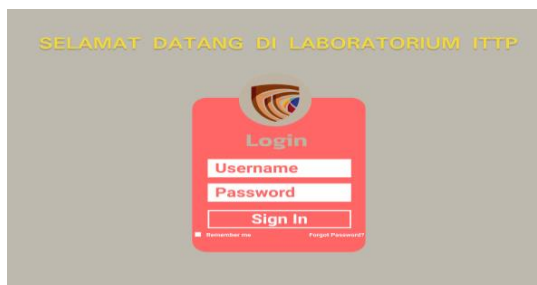 SELAMAT DATANG DI LABORATORIUM ITTP
Login
Username
Password
Sign In
Remember me Forgot Password?